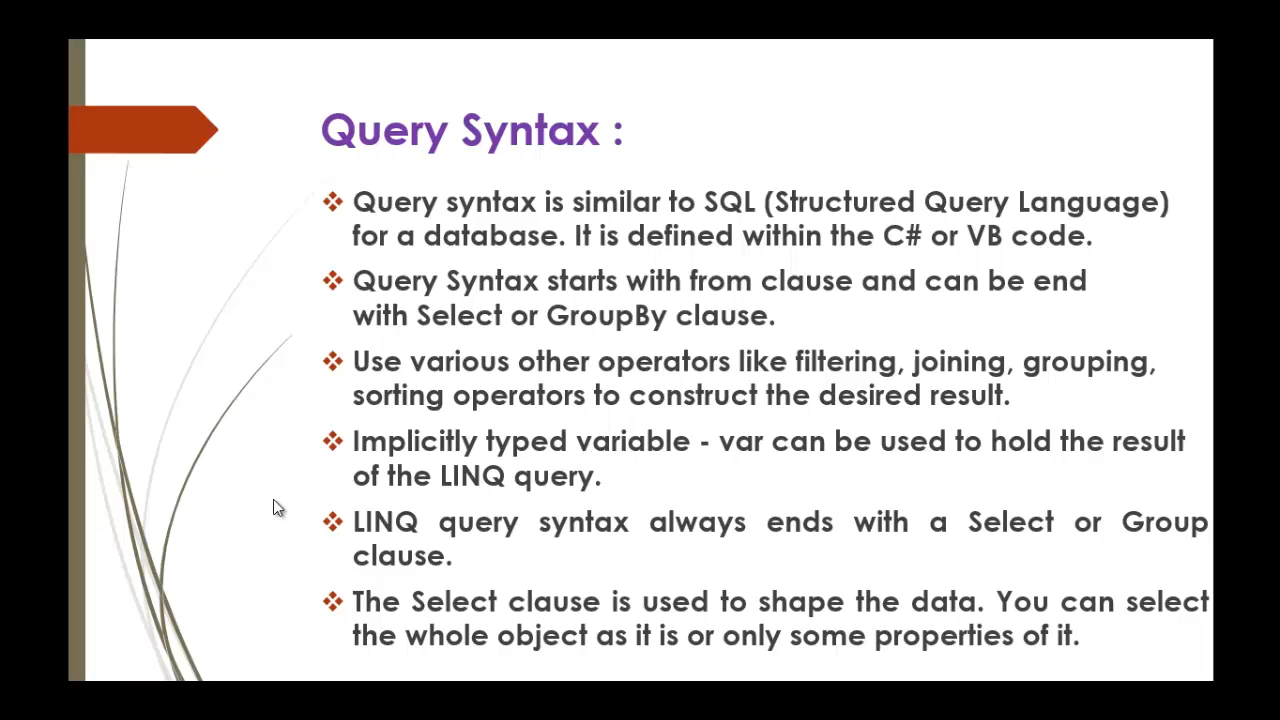 Query Syntax :
Query syntax is similar to SQL (Structured Query Language)
for a database. It is defined within the C# or VB code.
Query Syntax starts with from clause and can be end
with Select or GroupBy clause.
Use various other operators like filtering, joining, grouping,
sorting operators to construct the desired result.
Implicitly typed variable - var can be used to hold the result
of the LINQ query.
LINQ query syntax always ends with a Select or Group
clause.
The Select clause is used to shape the data. You can select
the whole object as it is or only some properties of it.